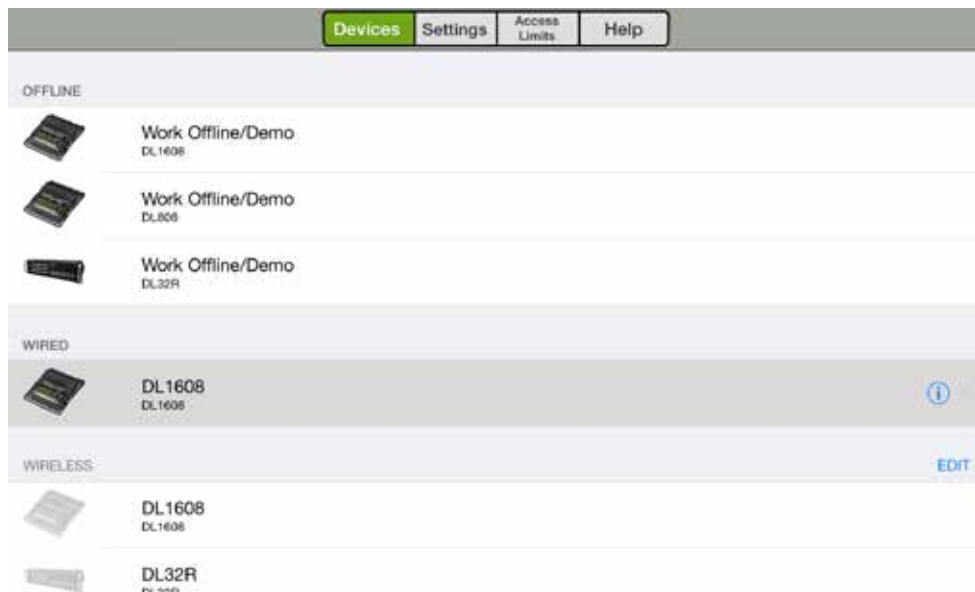 Devices
Settings
Access
Limits
Help
OFFLINE
Work Offline/Demo
DL1608
Work Offline/Demo
DL806
Work Offline/Demo
DL32R
WIRED
DL1608
DL1608
WIRELESS
EDIT
DL1608
DL1608
DL32R
DL32R